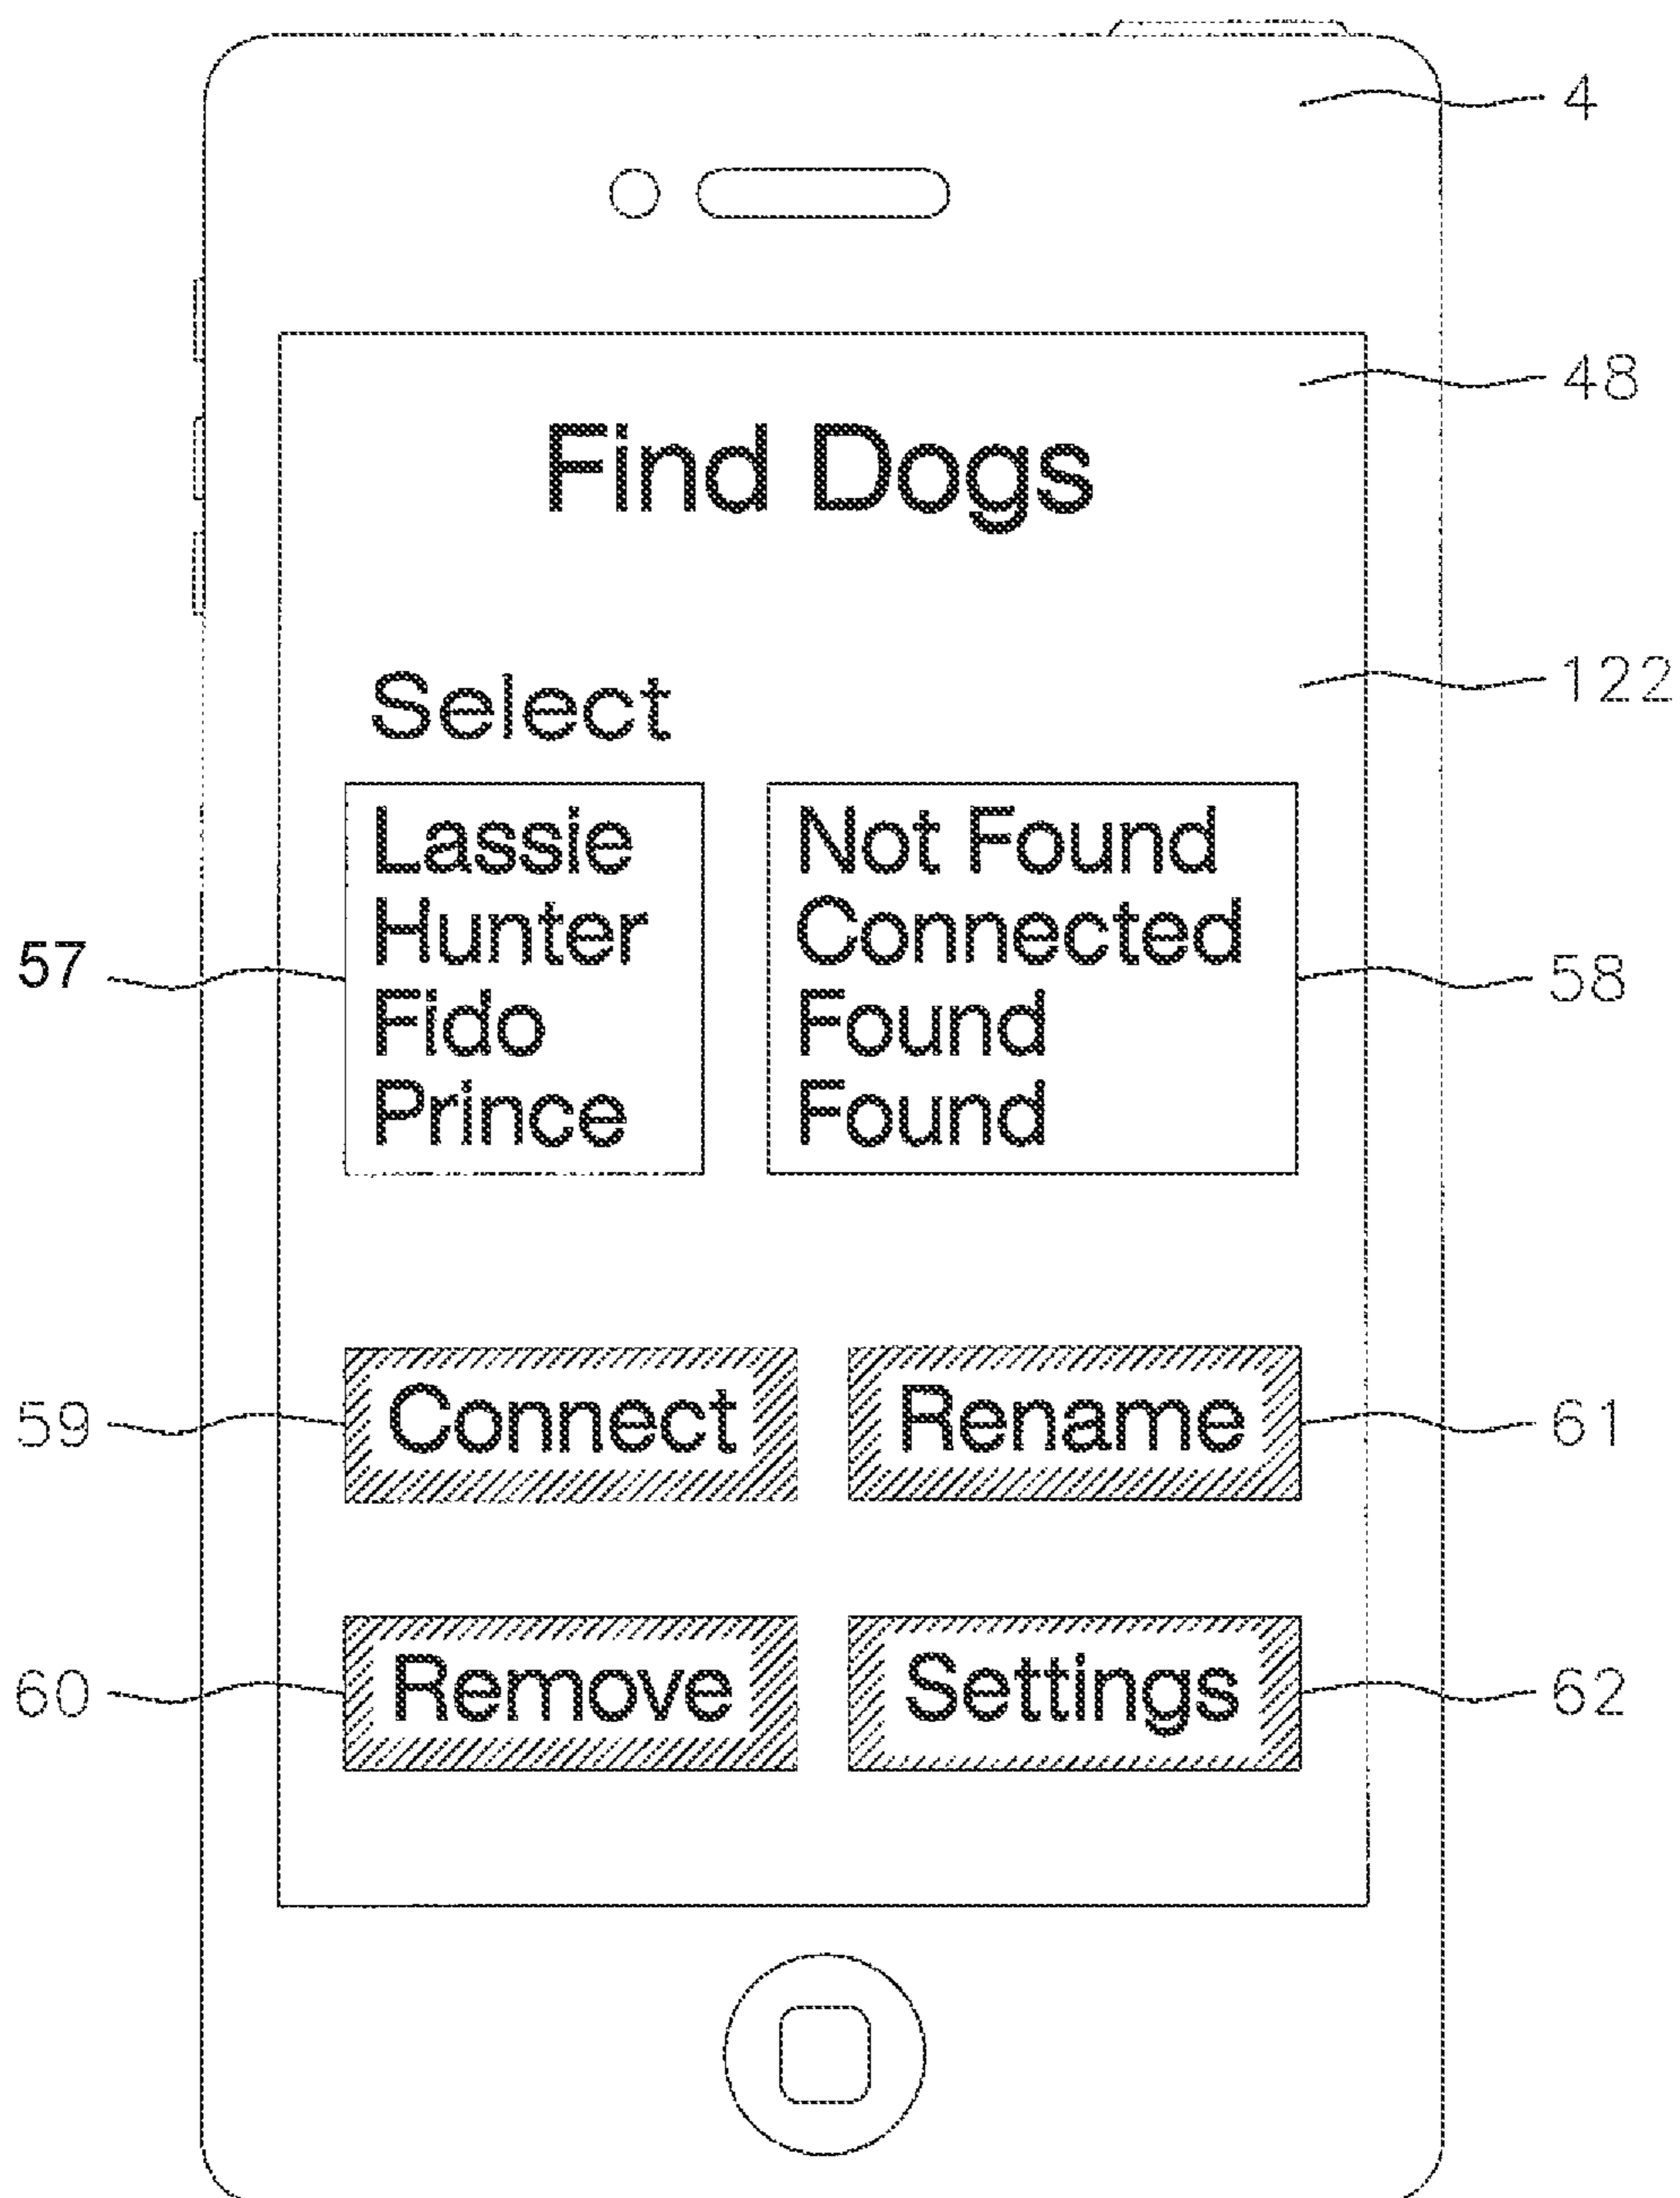 4
48
Find Dogs
122
Select
Lassie Not Found
Hunter Connected
57
58
Fido Found
Prince Found
59 Connect Rename 61
60 Remove Settings 62